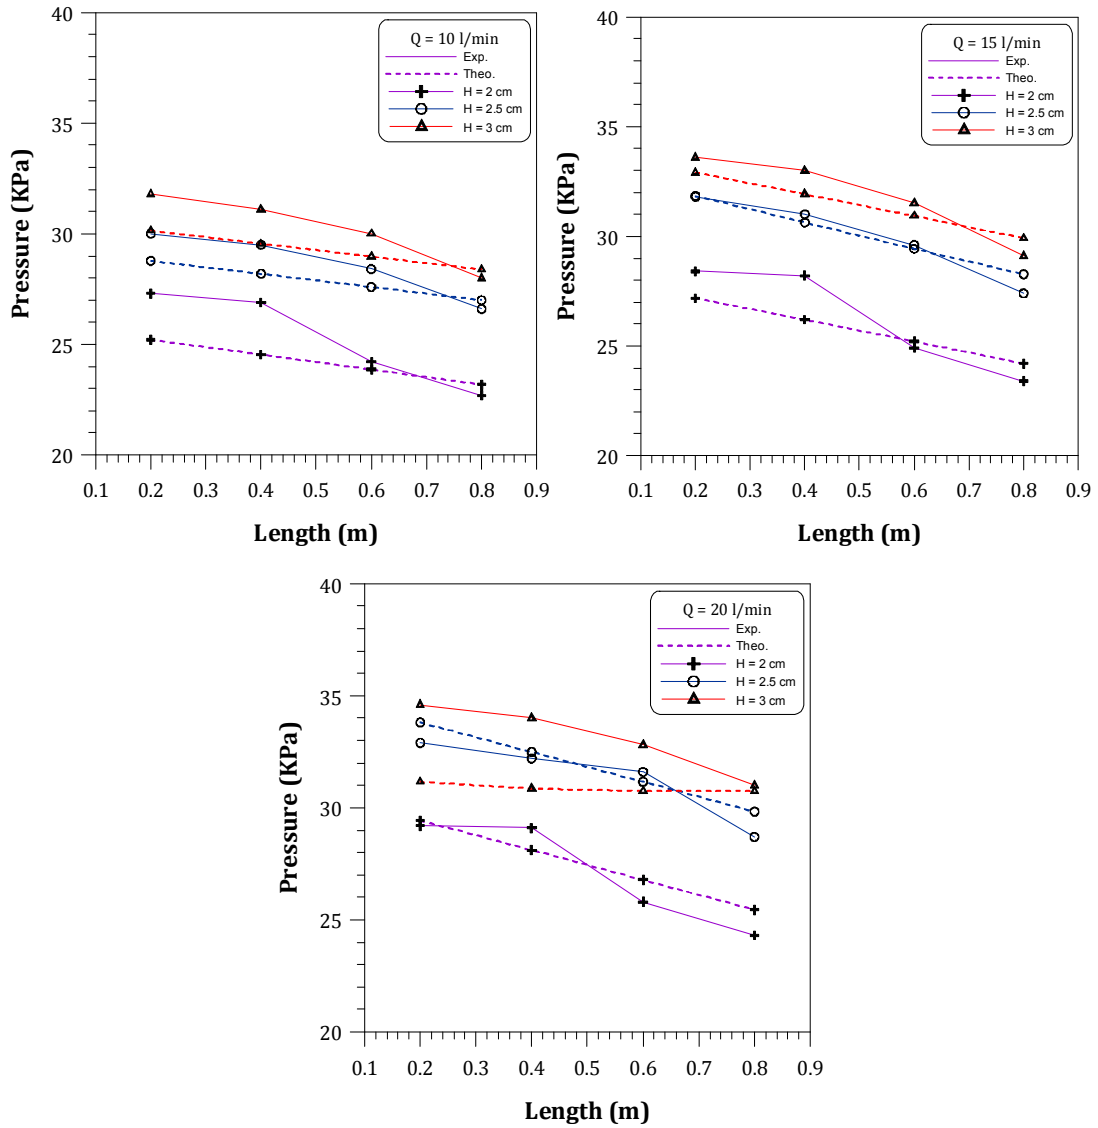 40
35
30
25
20
Pressure (KPa)
Q = 10 l/min
Exp.
Theo.
H = 2 cm
H = 2.5 cm
H = 3 cm
0.1 0.2 0.3 0.4 0.5 0.6 0.7 0.8 0.9
Length (m)
40
35
30
25
20
Pressure (KPa)
Q = 15 l/min
Exp.
Theo.
H = 2 cm
H = 2.5 cm
H = 3 cm
0.1 0.2 0.3 0.4 0.5 0.6 0.7 0.8 0.9
Length (m)
40
35
30
25
20
Pressure (KPa)
Q = 20 l/min
Exp.
Theo.
H = 2 cm
H = 2.5 cm
H = 3 cm
0.1 0.2 0.3 0.4 0.5 0.6 0.7 0.8 0.9
Length (m)